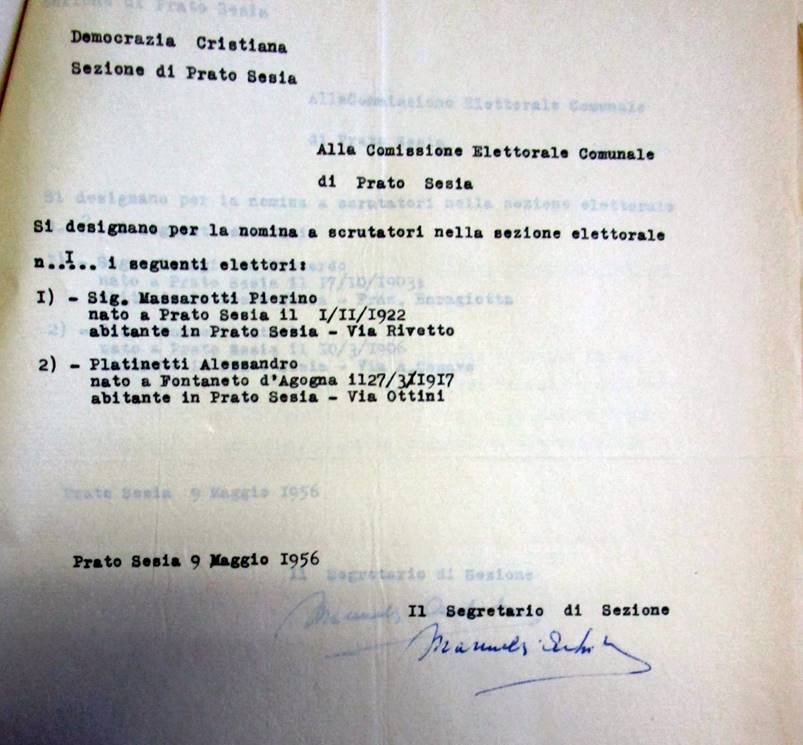 Democrazia Cristiana
Sezione di Prato Sesia
Alla Comissione Elettorale Comunale
di Prato Sesia
Si designano per la nomina a scrutatori nella sezione elettorale
n..I... i seguenti elettori:
I) - Sig. Massarotti Pierino
nato a Prato Sesia il I/II/1922
abitante in Prato Sesia - Via Rivetto
2) - Platinetti Alessandro
nato a Fontaneto d'Agogna il27/3/I9I7
abitante in Prato Sesia - Via Ottini
Prato Sesia 9 Maggio I956
Il Segretario di Sezione